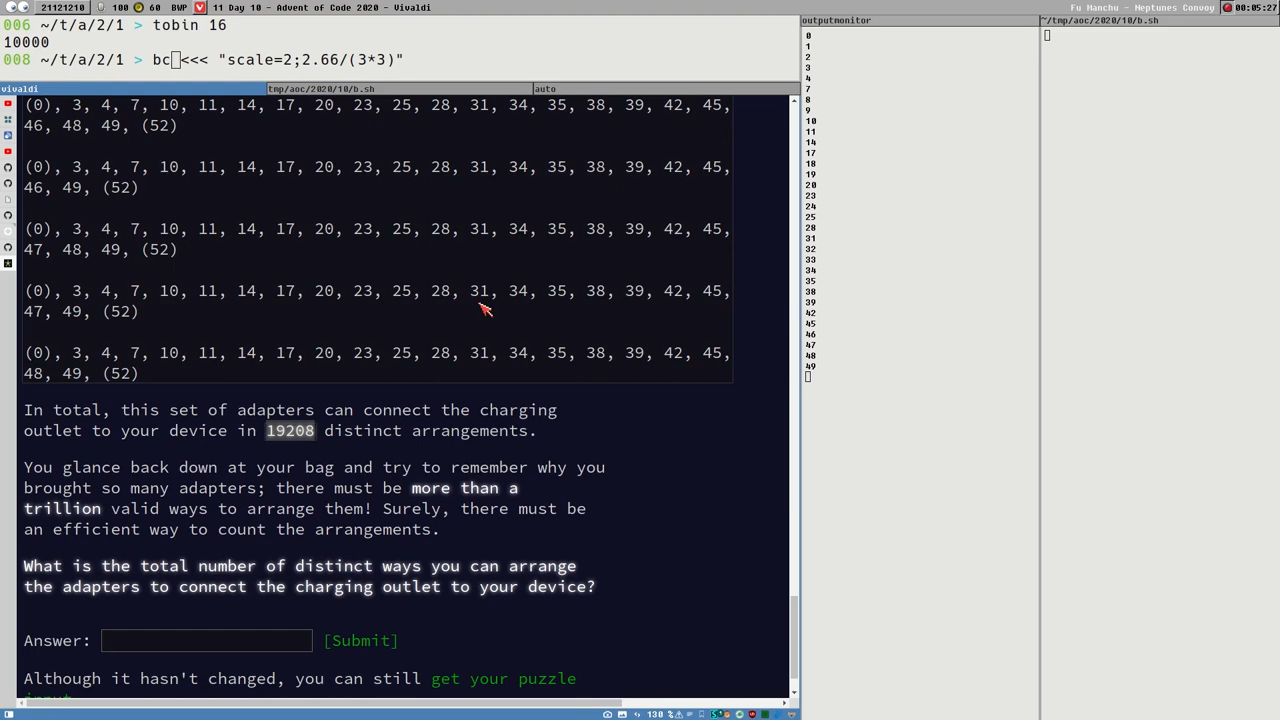 21121210 180 60 BWP 11 Day 10 - Advent of Code 2020 - Vivaldi Fu Manchu - Neptunes Convoy 00:05:27
006 ~/t/a/2/1 > tobin 16
10000
008 ~/t/a/2/1 > bc <<< "scale=2;2.66/(3*3)"
vivaldi tmp/aoc/2020/10/b.sh auto
(0), 3, 4, 7, 10, 11, 14, 17, 20, 23, 25, 28, 31, 34, 35, 38, 39, 42, 45,
46, 48, 49, (52)
(0), 3, 4, 7, 10, 11, 14, 17, 20, 23, 25, 28, 31, 34, 35, 38, 39, 42, 45,
46, 49, (52)
(0), 3, 4, 7, 10, 11, 14, 17, 20, 23, 25, 28, 31, 34, 35, 38, 39, 42, 45,
47, 48, 49, (52)
(0), 3, 4, 7, 10, 11, 14, 17, 20, 23, 25, 28, 31, 34, 35, 38, 39, 42, 45,
47, 49, (52)
(0), 3, 4, 7, 10, 11, 14, 17, 20, 23, 25, 28, 31, 34, 35, 38, 39, 42, 45,
48, 49, (52)
In total, this set of adapters can connect the charging
outlet to your device in 19208 distinct arrangements.
You glance back down at your bag and try to remember why you
brought so many adapters; there must be more than a
trillion valid ways to arrange them! Surely, there must be
an efficient way to count the arrangements.
What is the total number of distinct ways you can arrange
the adapters to connect the charging outlet to your device?
Answer: [Submit]
Although it hasn't changed, you can still get your puzzle
input.
130 %
outputmonitor
0
1
2
3
4
7
8
9
10
11
14
17
18
19
20
23
24
25
28
31
32
33
34
35
38
39
42
45
46
47
48
49
~/tmp/aoc/2020/10/b.sh